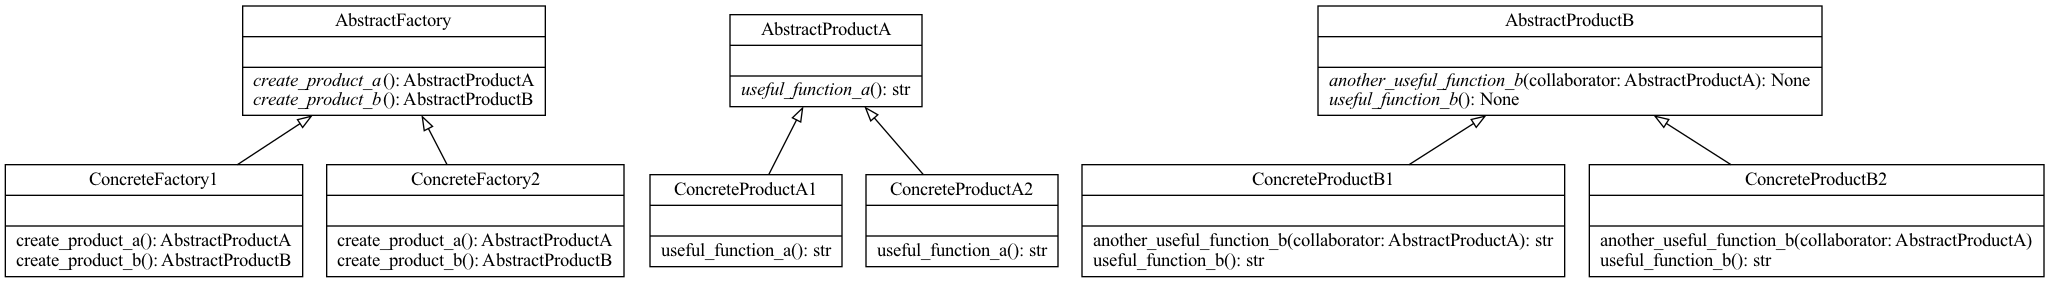 AbstractFactory
create_product_a(): AbstractProductA
create_product_b(): AbstractProductB
AbstractProductA
useful_function_a(): str
AbstractProductB
another_useful_function_b(collaborator: AbstractProductA): None
useful_function_b(): None
ConcreteFactory1
create_product_a(): AbstractProductA
create_product_b(): AbstractProductB
ConcreteFactory2
create_product_a(): AbstractProductA
create_product_b(): AbstractProductB
ConcreteProductA1
useful_function_a(): str
ConcreteProductA2
useful_function_a(): str
ConcreteProductB1
another_useful_function_b(collaborator: AbstractProductA): str
useful_function_b(): str
ConcreteProductB2
another_useful_function_b(collaborator: AbstractProductA)
useful_function_b(): str